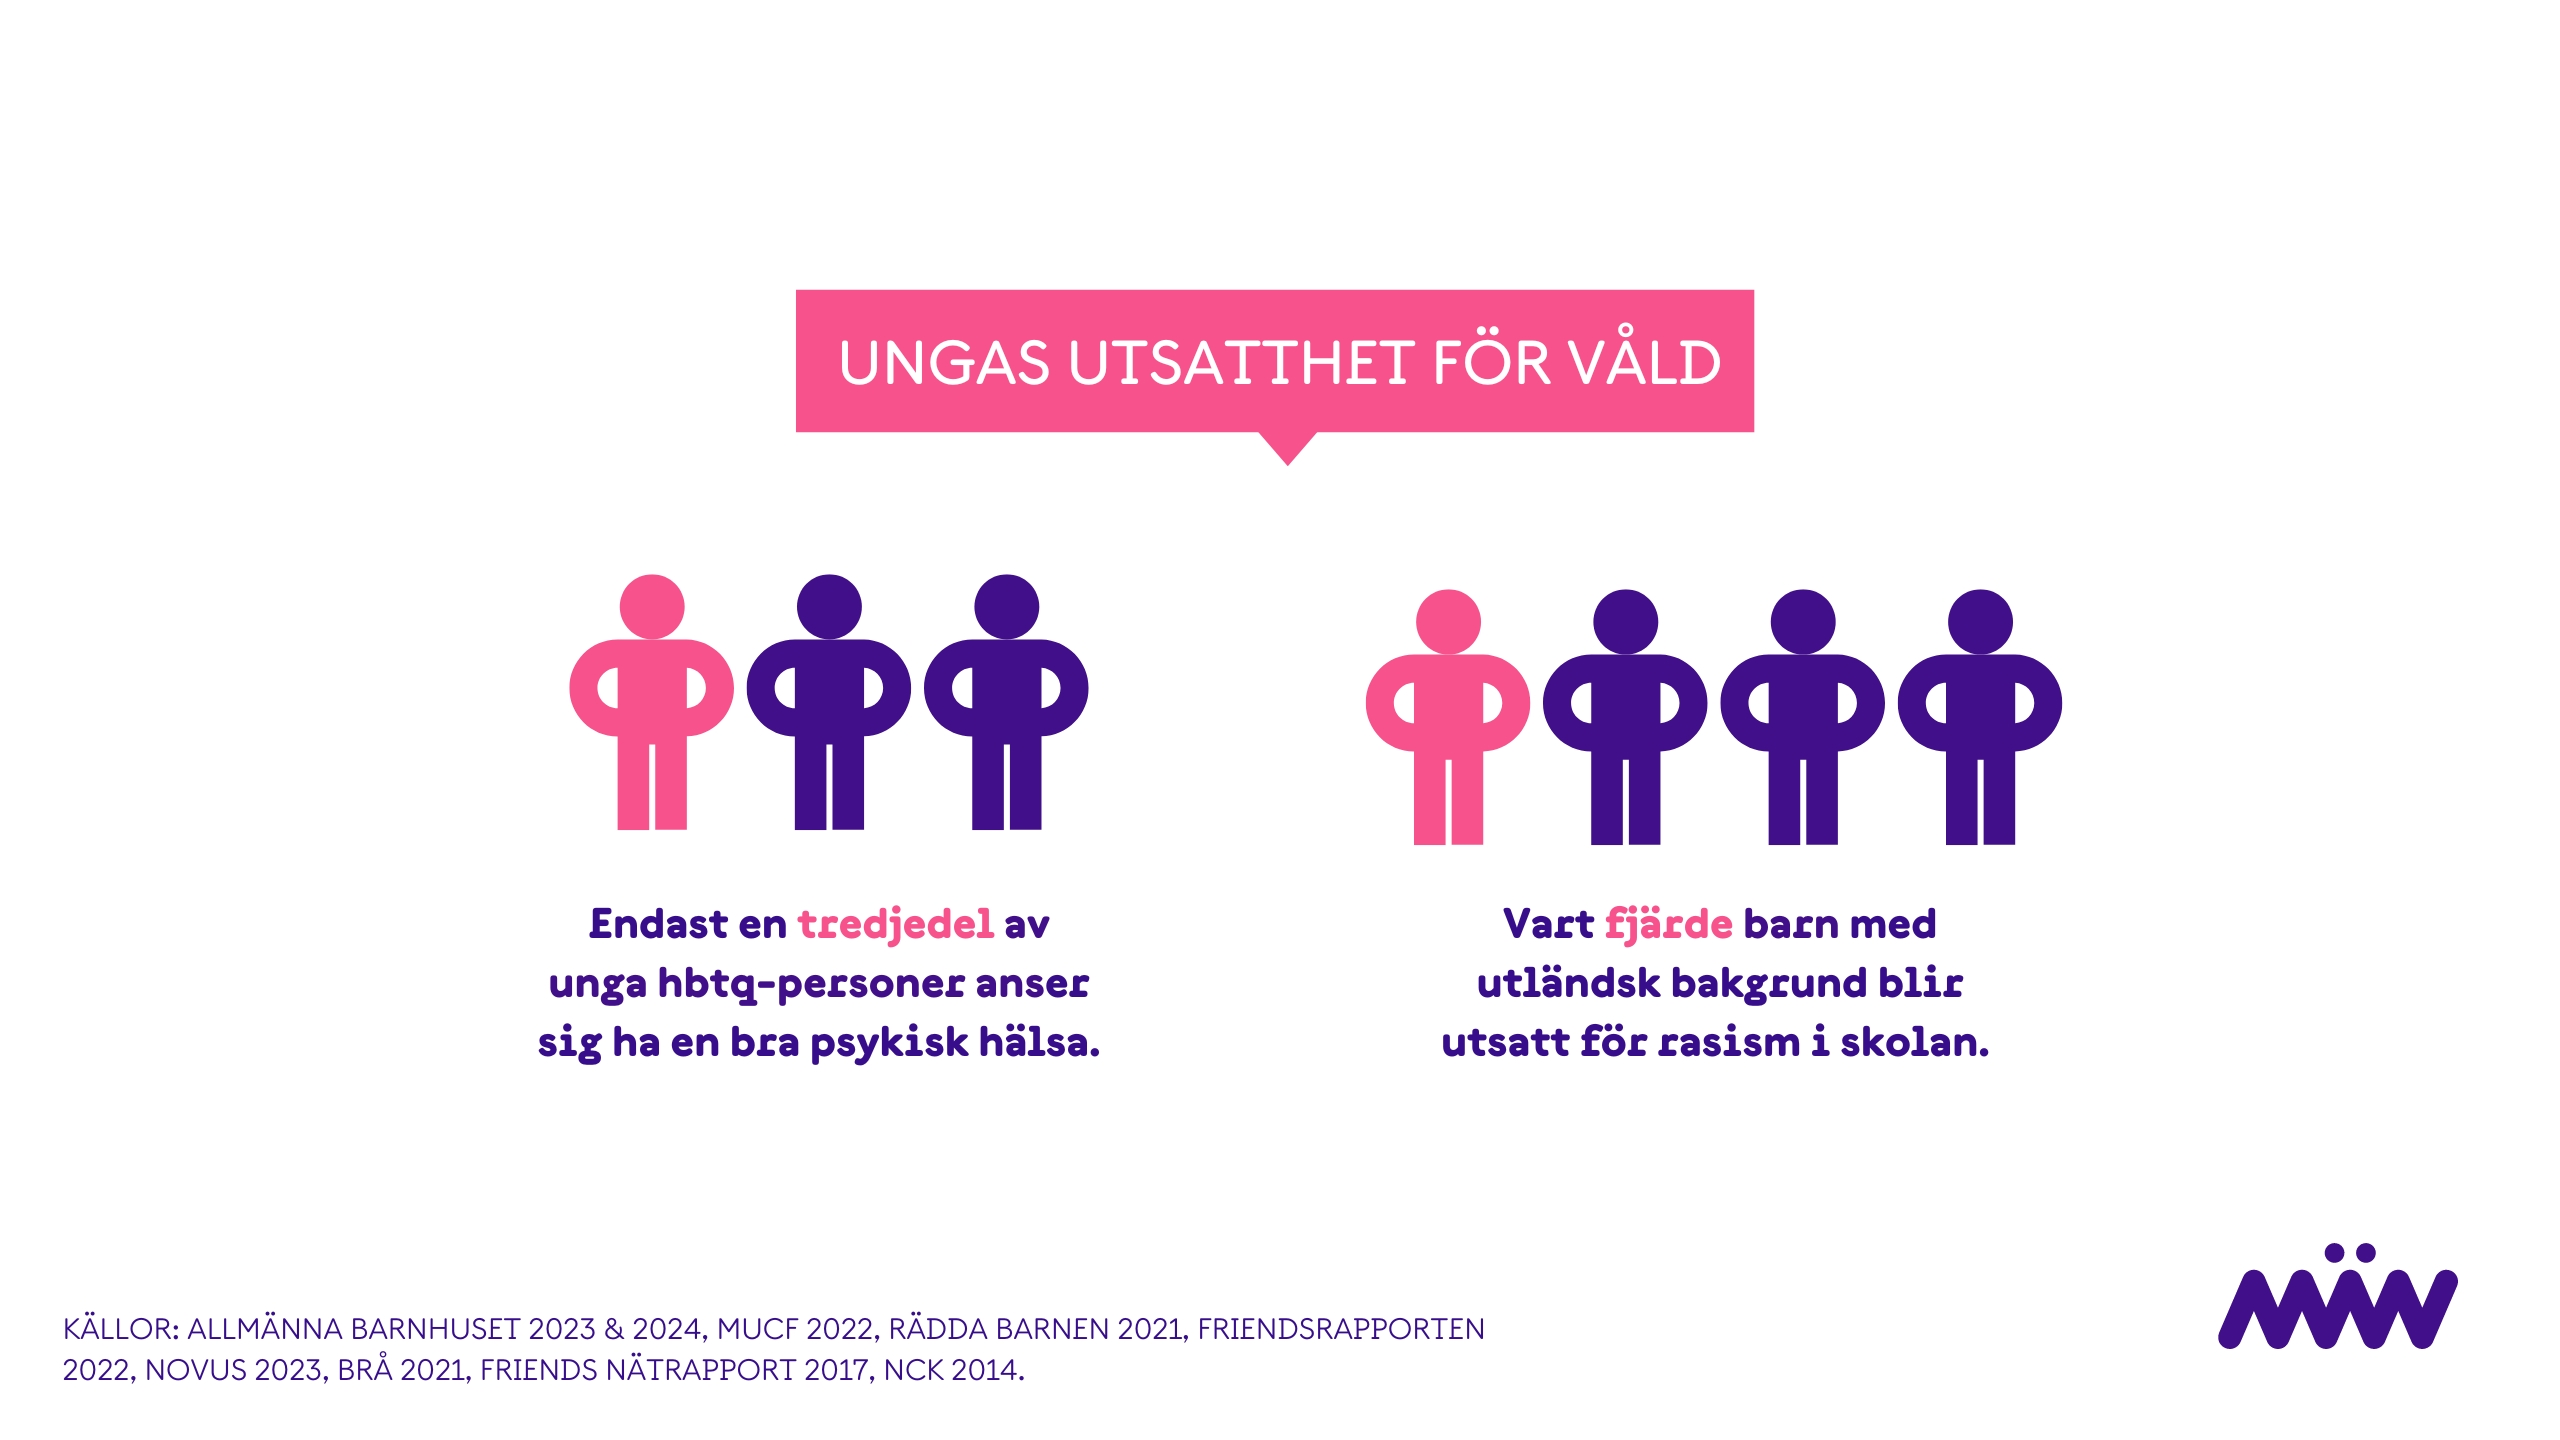 UNGAS UTSATTHET FÖR VÅLD
Endast en tredjedel av
unga hbtq-personer anser
sig ha en bra psykisk hälsa.
Vart fjärde barn med
utländsk bakgrund blir
utsatt för rasism i skolan.
KÄLLOR: ALLMÄNNA BARNHUSET 2023 & 2024, MUCF 2022, RÄDDA BARNEN 2021, FRIENDSRAPPORTEN
2022, NOVUS 2023, BRÅ 2021, FRIENDS NÄTRAPPORT 2017, NCK 2014.
MÄN